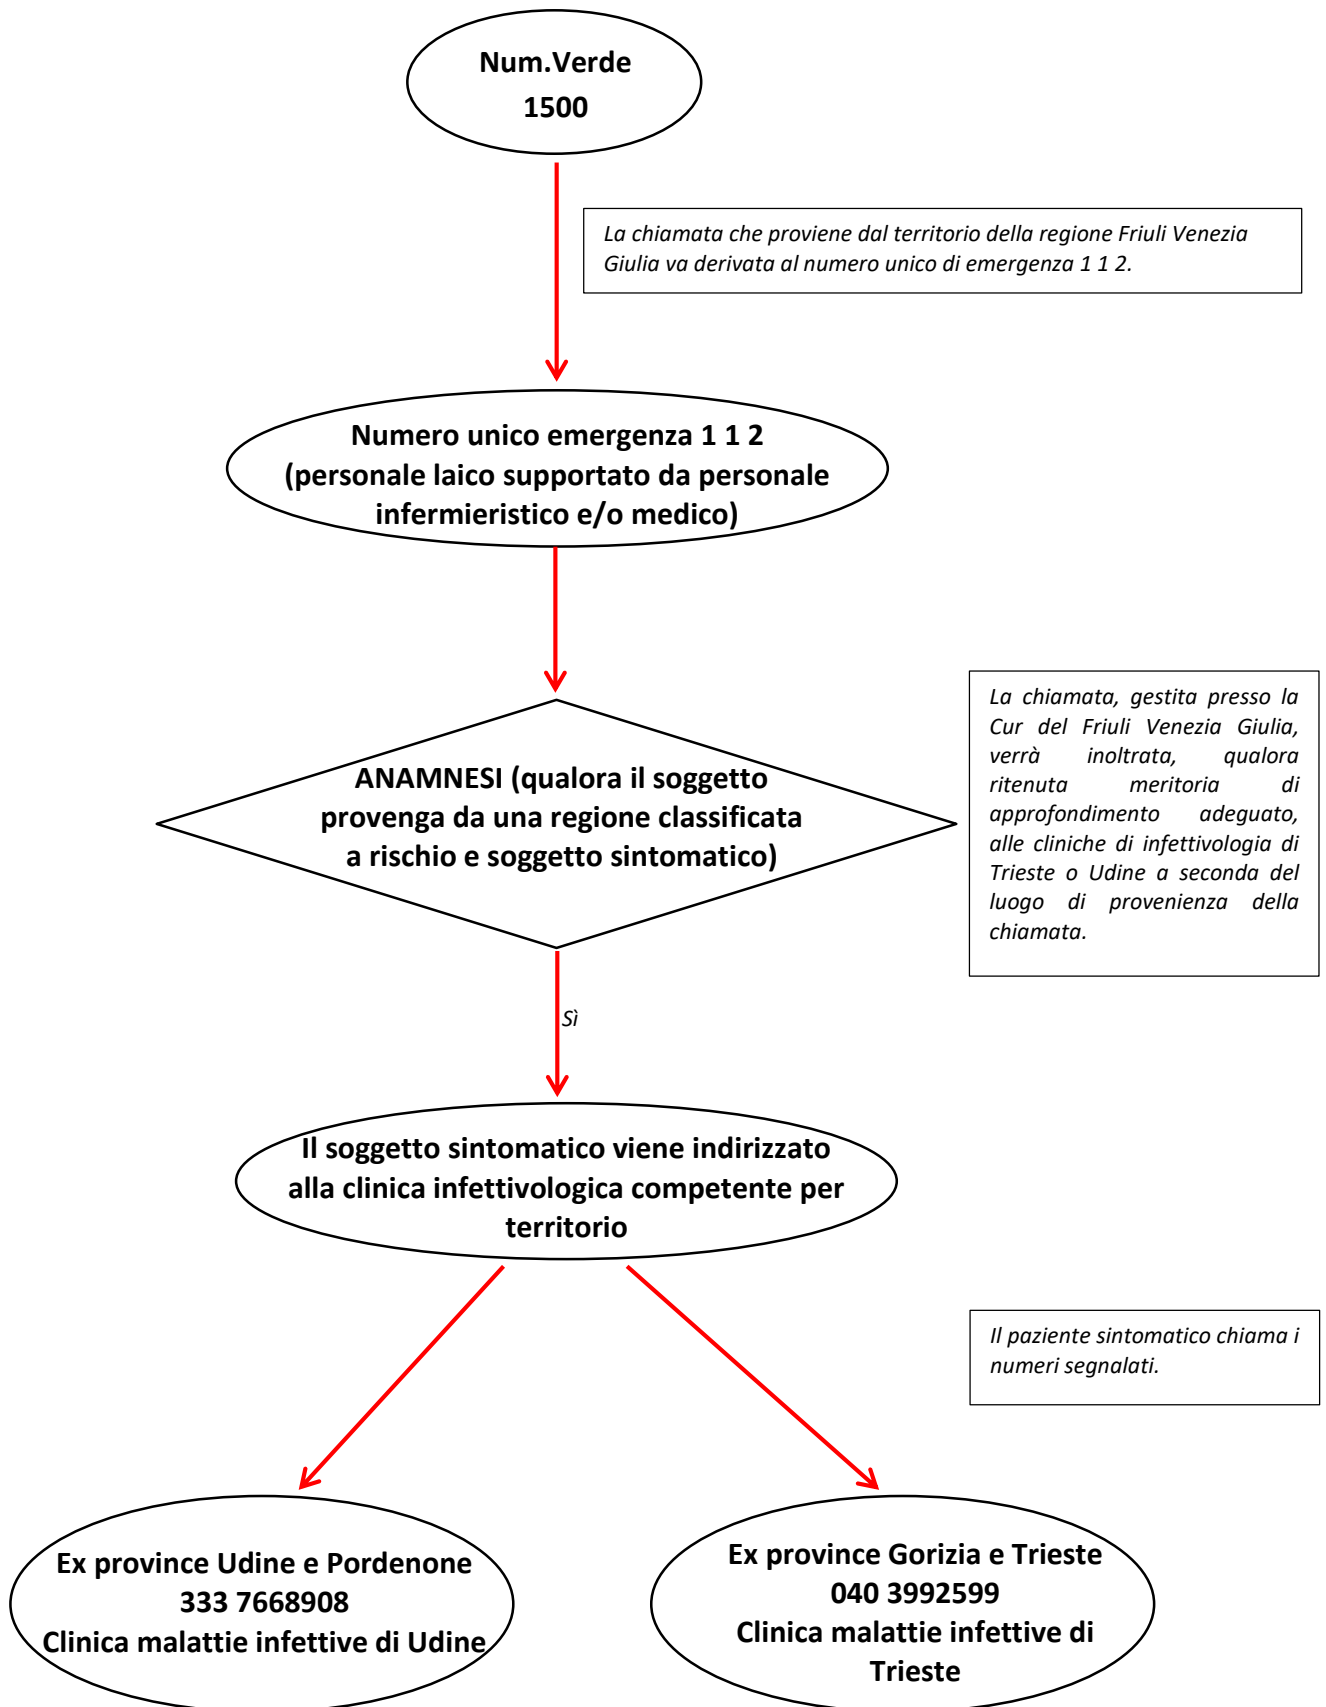 Num.Verde
1500
La chiamata che proviene dal territorio della regione Friuli Venezia
Giulia va derivata al numero unico di emergenza 1 1 2.
Numero unico emergenza 1 1 2
(personale laico supportato da personale
infermieristico e/o medico)
ANAMNESI (qualora il soggetto
provenga da una regione classificata
a rischio e soggetto sintomatico)
La chiamata, gestita presso la
Cur del Friuli Venezia Giulia,
verrà inoltrata, qualora
ritenuta meritoria di
approfondimento adeguato,
alle cliniche di infettivologia di
Trieste o Udine a seconda del
luogo di provenienza della
chiamata.
Sì
Il soggetto sintomatico viene indirizzato
alla clinica infettivologica competente per
territorio
Il paziente sintomatico chiama i
numeri segnalati.
Ex province Udine e Pordenone
333 7668908
Clinica malattie infettive di Udine
Ex province Gorizia e Trieste
040 3992599
Clinica malattie infettive di
Trieste